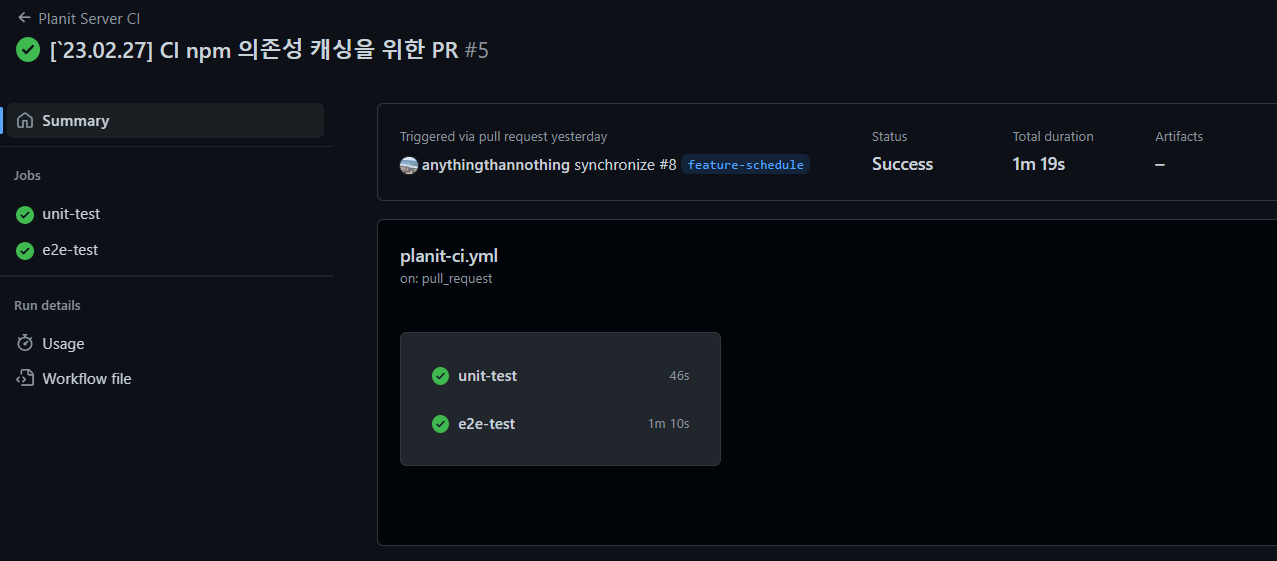 Planit Server CI
[`23.02.27] CI npm 의존성 캐싱을 위한 PR #5
Summary
Jobs
unit-test
e2e-test
Run details
Usage
Workflow file
Triggered via pull request yesterday
anythingthannothing synchronize #8 feature-schedule
Status
Success
Total duration
1m 19s
Artifacts
–
planit-ci.yml
on: pull_request
unit-test 46s
e2e-test 1m 10s